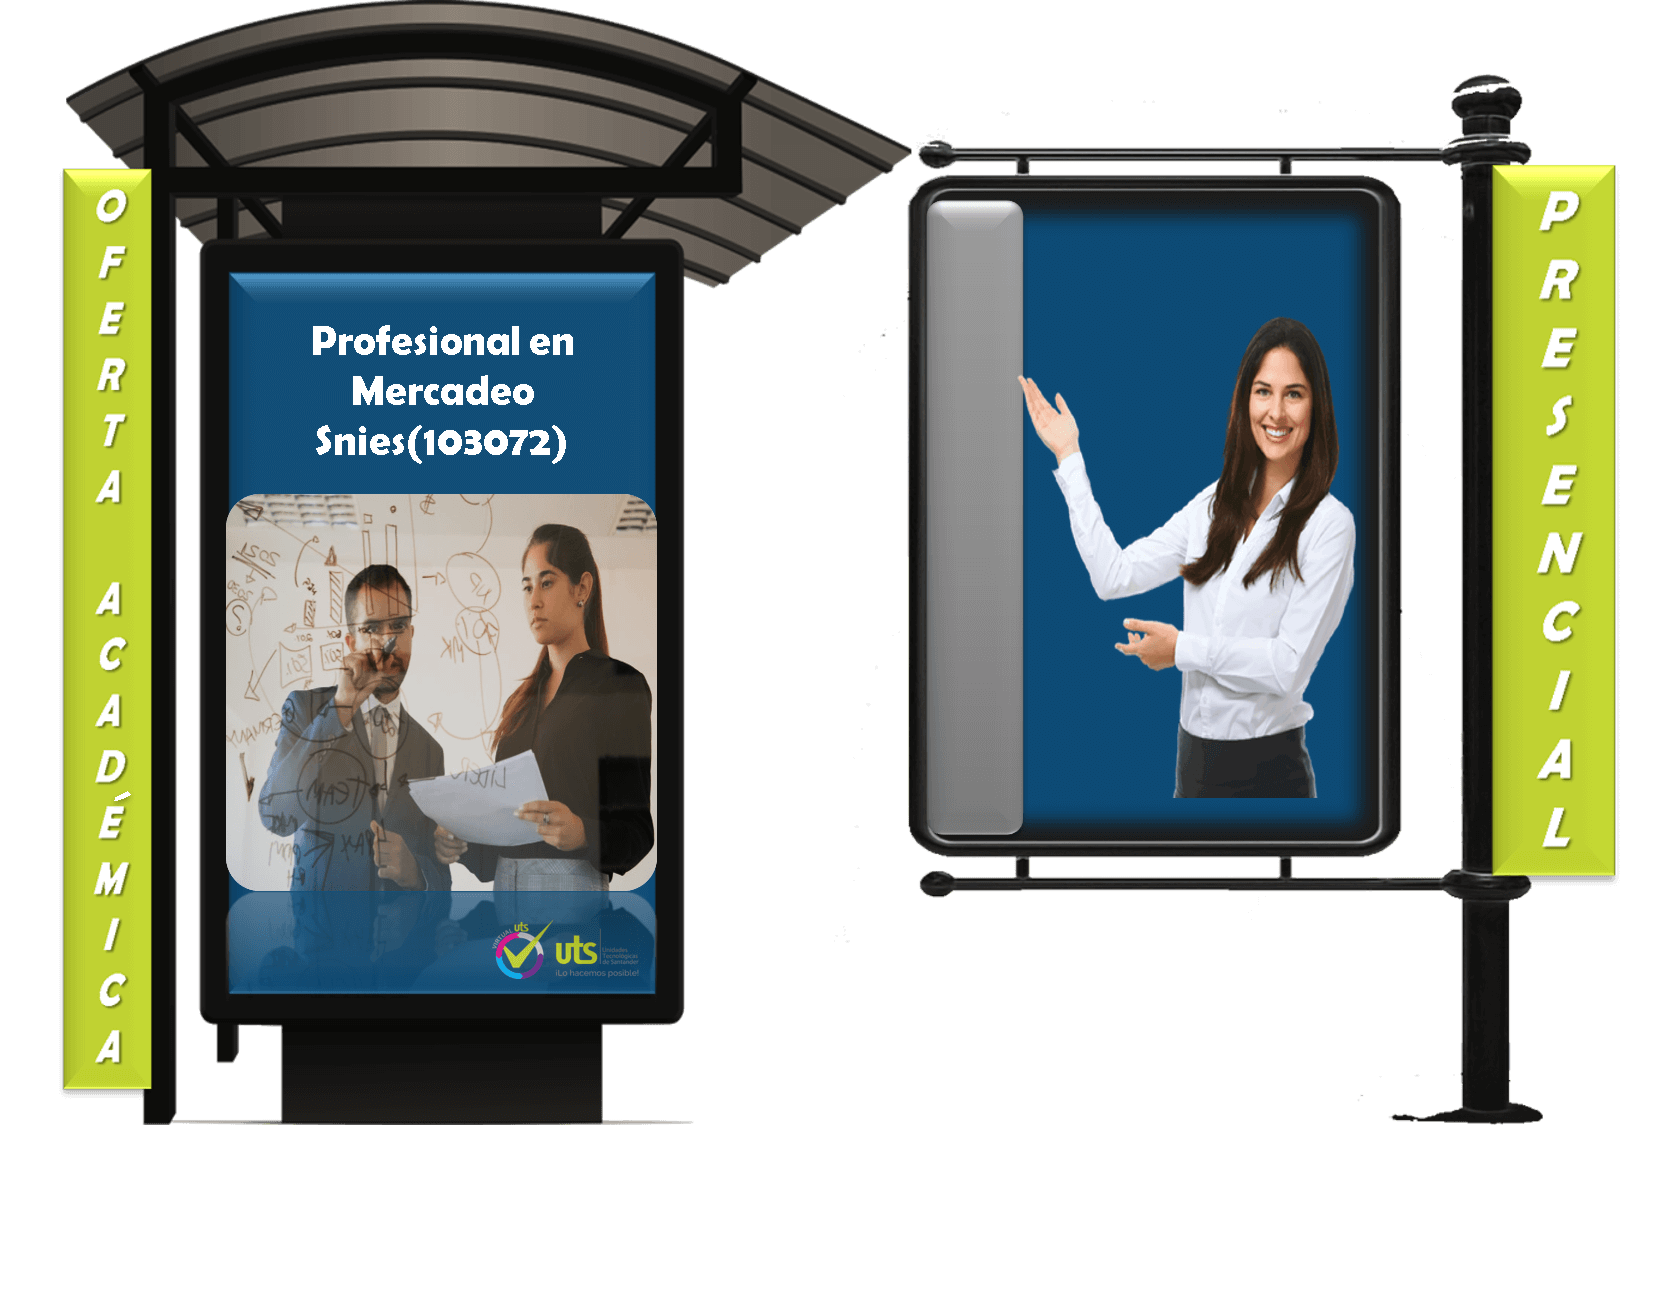 OFERTA ACADÉMICA
Profesional en
Mercadeo
Snies(103072)
VIRTUAL uts
uts
Unidades
Tecnológicas
de Santander
¡Lo hacemos posible!
PRESENCIAL